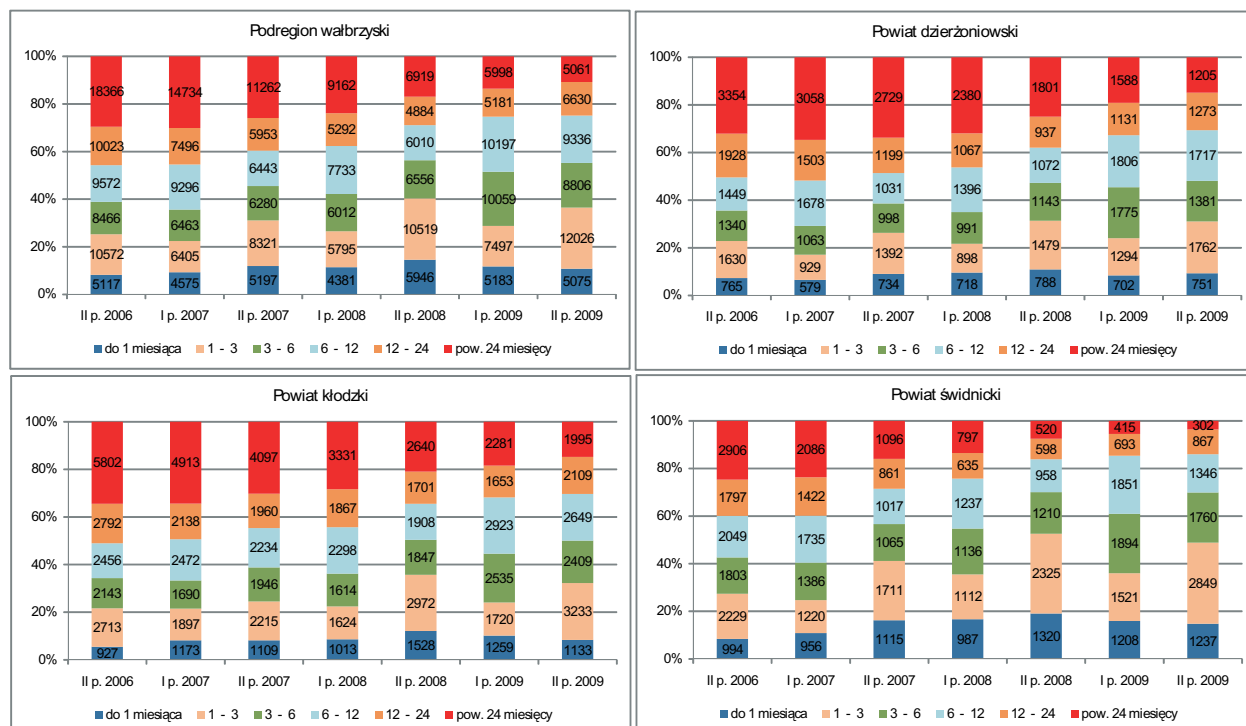 Podregion wałbrzyski
100%
80%
60%
40%
20%
0%
18366 14734 11262 9162 6919 5998 5061
10023 7496 5953 5292 4884 5181 6630
9572 9296 6443 7733 6010 10197 9336
8466 6463 6280 6012 6556 10059 8806
10572 6405 8321 5795 10519 7497 12026
5117 4575 5197 4381 5946 5183 5075
II p. 2006 I p. 2007 II p. 2007 I p. 2008 II p. 2008 I p. 2009 II p. 2009
do 1 miesiąca 1 - 3 3 - 6 6 - 12 12 - 24 pow. 24 miesięcy
Powiat dzierżoniowski
100%
80%
60%
40%
20%
0%
3354 3058 2729 2380 1801 1588 1205
1928 1503 1199 1067 937 1131 1273
1449 1678 1031 1396 1072 1806 1717
1340 1063 998 991 1143 1775 1381
1630 929 1392 898 1479 1294 1762
765 579 734 718 788 702 751
II p. 2006 I p. 2007 II p. 2007 I p. 2008 II p. 2008 I p. 2009 II p. 2009
do 1 miesiąca 1 - 3 3 - 6 6 - 12 12 - 24 pow. 24 miesięcy
Powiat kłodzki
100%
80%
60%
40%
20%
0%
5802 4913 4097 3331 2640 2281 1995
2792 2138 1960 1867 1701 1653 2109
2456 2472 2234 2298 1908 2923 2649
2143 1690 1946 1614 1847 2535 2409
2713 1897 2215 1624 2972 1720 3233
927 1173 1109 1013 1528 1259 1133
II p. 2006 I p. 2007 II p. 2007 I p. 2008 II p. 2008 I p. 2009 II p. 2009
do 1 miesiąca 1 - 3 3 - 6 6 - 12 12 - 24 pow. 24 miesięcy
Powiat świdnicki
100%
80%
60%
40%
20%
0%
2906 2086 1096 797 520 415 302
1797 1422 861 635 598 693 867
2049 1735 1017 1237 958 1851 1346
1803 1386 1065 1136 1210 1894 1760
2229 1220 1711 1112 2325 1521 2849
994 956 1115 987 1320 1208 1237
II p. 2006 I p. 2007 II p. 2007 I p. 2008 II p. 2008 I p. 2009 II p. 2009
do 1 miesiąca 1 - 3 3 - 6 6 - 12 12 - 24 pow. 24 miesięcy